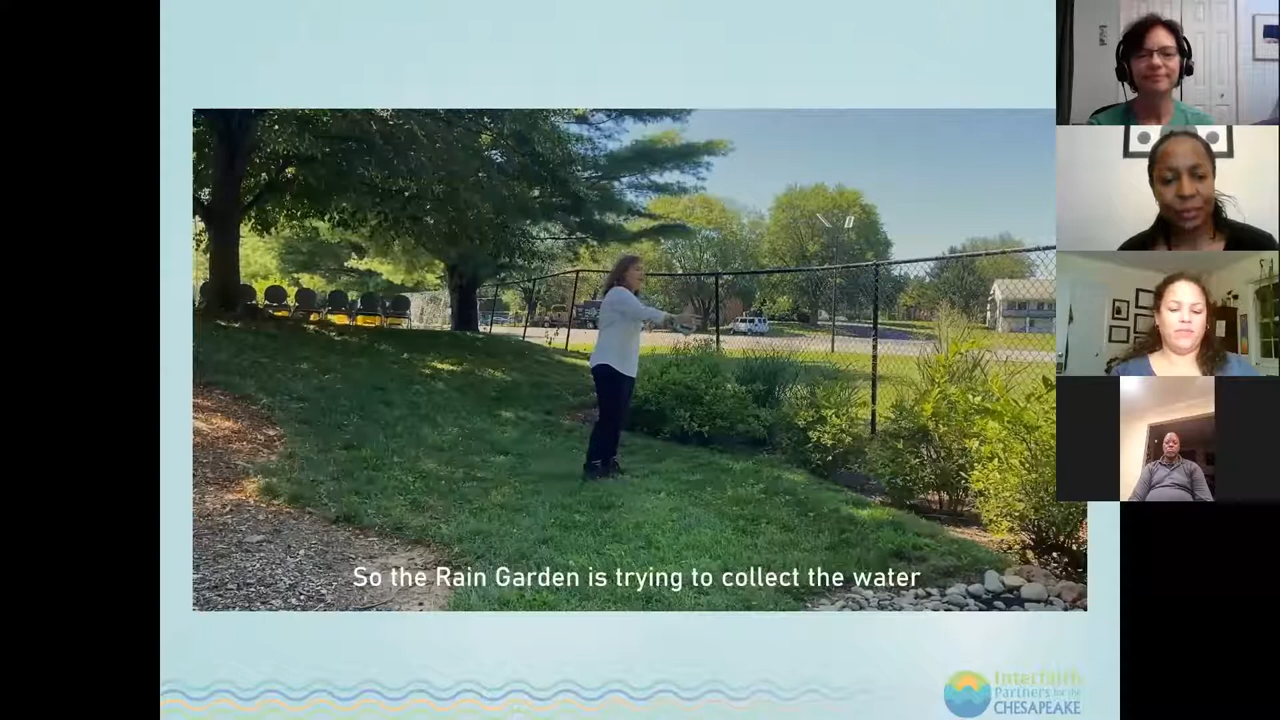 So the Rain Garden is trying to collect the water
Interfaith
Partners for the
CHESAPEAKE